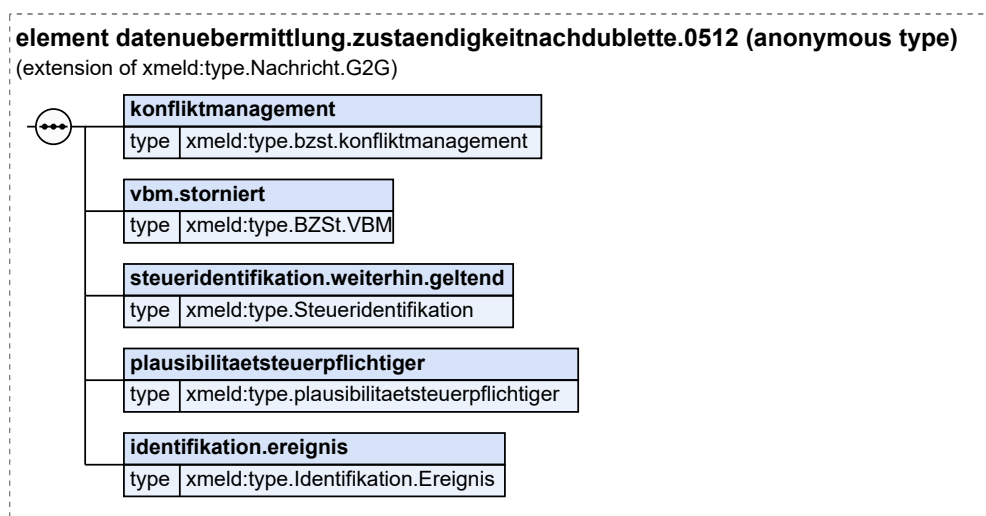 element datenuebermittlung.zustaendigkeitnachdublette.0512 (anonymous type)
(extension of xmeld:type.Nachricht.G2G)
konfliktmanagement
type xmeld:type.bzst.konfliktmanagement
vbm.storniert
type xmeld:type.BZSt.VBM
steueridentifikation.weiterhin.geltend
type xmeld:type.Steueridentifikation
plausibilitaetsteuerpflichtiger
type xmeld:type.plausibilitaetsteuerpflichtiger
identifikation.ereignis
type xmeld:type.Identifikation.Ereignis